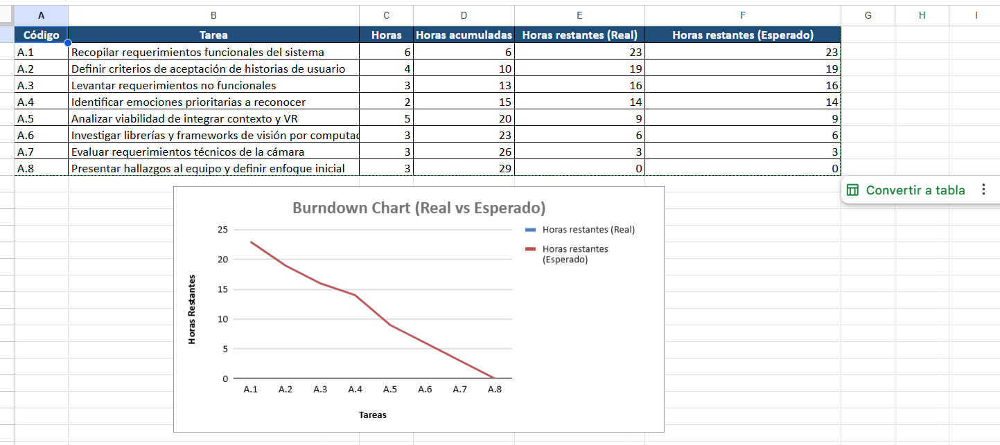 A B C D E F G H I
Código Tarea Horas Horas acumuladas Horas restantes (Real) Horas restantes (Esperado)
A.1 Recopilar requerimientos funcionales del sistema 6 6 23 23
A.2 Definir criterios de aceptación de historias de usuario 4 10 19 19
A.3 Levantar requerimientos no funcionales 3 13 16 16
A.4 Identificar emociones prioritarias a reconocer 2 15 14 14
A.5 Analizar viabilidad de integrar contexto y VR 5 20 9 9
A.6 Investigar librerías y frameworks de visión por computac 3 23 6 6
A.7 Evaluar requerimientos técnicos de la cámara 3 26 3 3
A.8 Presentar hallazgos al equipo y definir enfoque inicial 3 29 0 0
Convertir a tabla
Burndown Chart (Real vs Esperado)
Horas restantes (Real)
Horas restantes
(Esperado)
Horas Restantes
25
20
15
10
5
0
A.1 A.2 A.3 A.4 A.5 A.6 A.7 A.8
Tareas